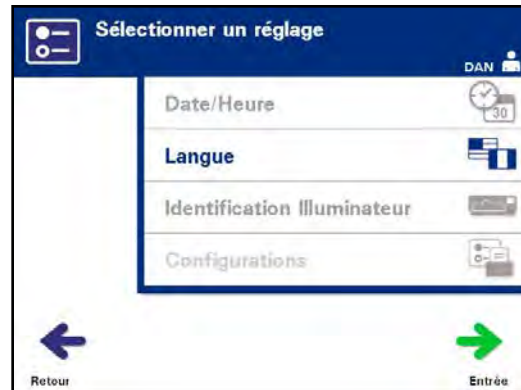 Sélectionner un réglage
DAN
Date/Heure
30
Langue
Identification Illuminateur
Configurations
Retour
Entrée